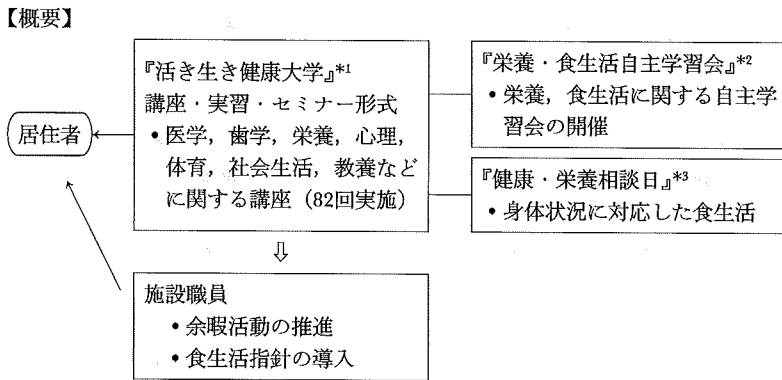 【概要】
『活き生き健康大学』*1
講座・実習・セミナー形式
• 医学，歯学，栄養，心理，
体育，社会生活，教養など
に関する講座（82回実施）
居住者
『栄養・食生活自主学習会』*2
• 栄養，食生活に関する自主学
習会の開催
『健康・栄養相談日』*3
• 身体状況に対応した食生活
施設職員
• 余暇活動の推進
• 食生活指針の導入